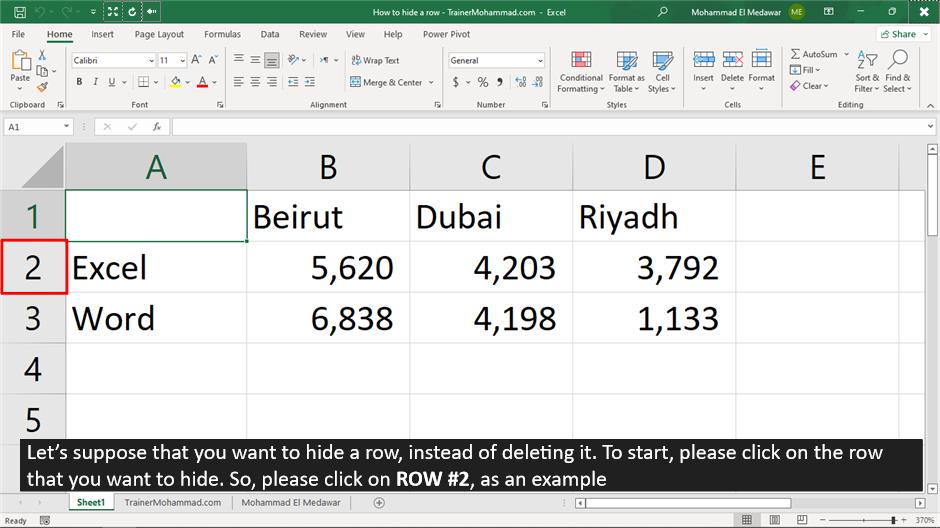 How to hide a row - TrainerMohammad.com - Excel
Mohammad El Medawar ME
File Home Insert Page Layout Formulas Data Review View Help Power Pivot Share
Paste
Clipboard
Calibri 11 A A
B I U A
Font
Wrap Text
Merge & Center
Alignment
General
$ % 9
Number
Conditional Formatting
Format as Table
Cell Styles
Styles
Insert Delete Format
Cells
AutoSum
Fill
Clear
Sort & Filter
Find & Select
Editing
A1 fx
A B C D E
1 Beirut Dubai Riyadh
2 Excel 5,620 4,203 3,792
3 Word 6,838 4,198 1,133
4
5
Let’s suppose that you want to hide a row, instead of deleting it. To start, please click on the row
that you want to hide. So, please click on ROW #2, as an example
Sheet1 TrainerMohammad.com Mohammad El Medawar
Ready 370%